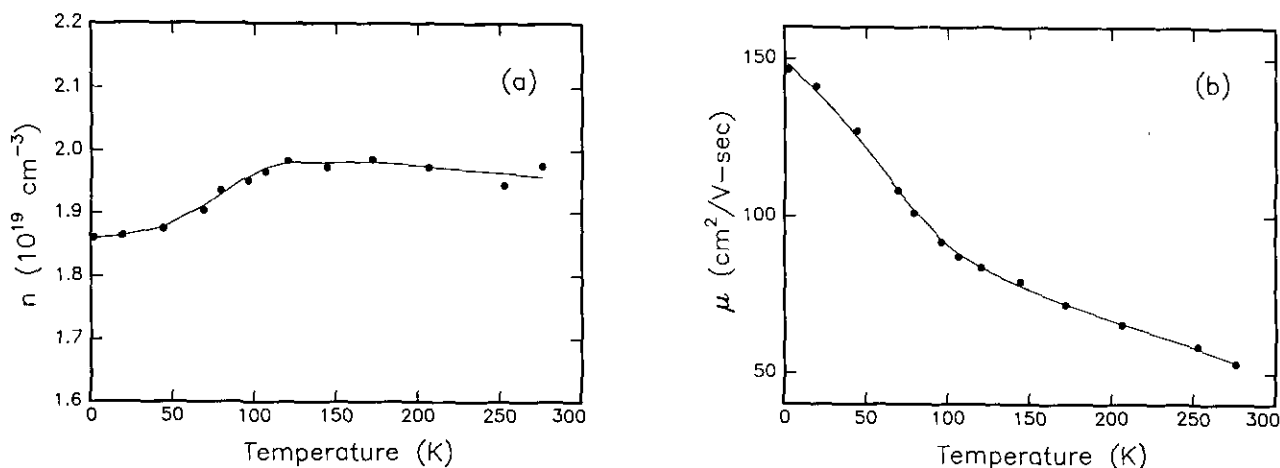 2.2
2.1
2.0
1.9
1.8
1.7
1.6
n (10¹⁹ cm⁻³)
(a)
0 50 100 150 200 250 300
Temperature (K)
150
100
50
μ (cm²/V-sec)
(b)
0 50 100 150 200 250 300
Temperature (K)